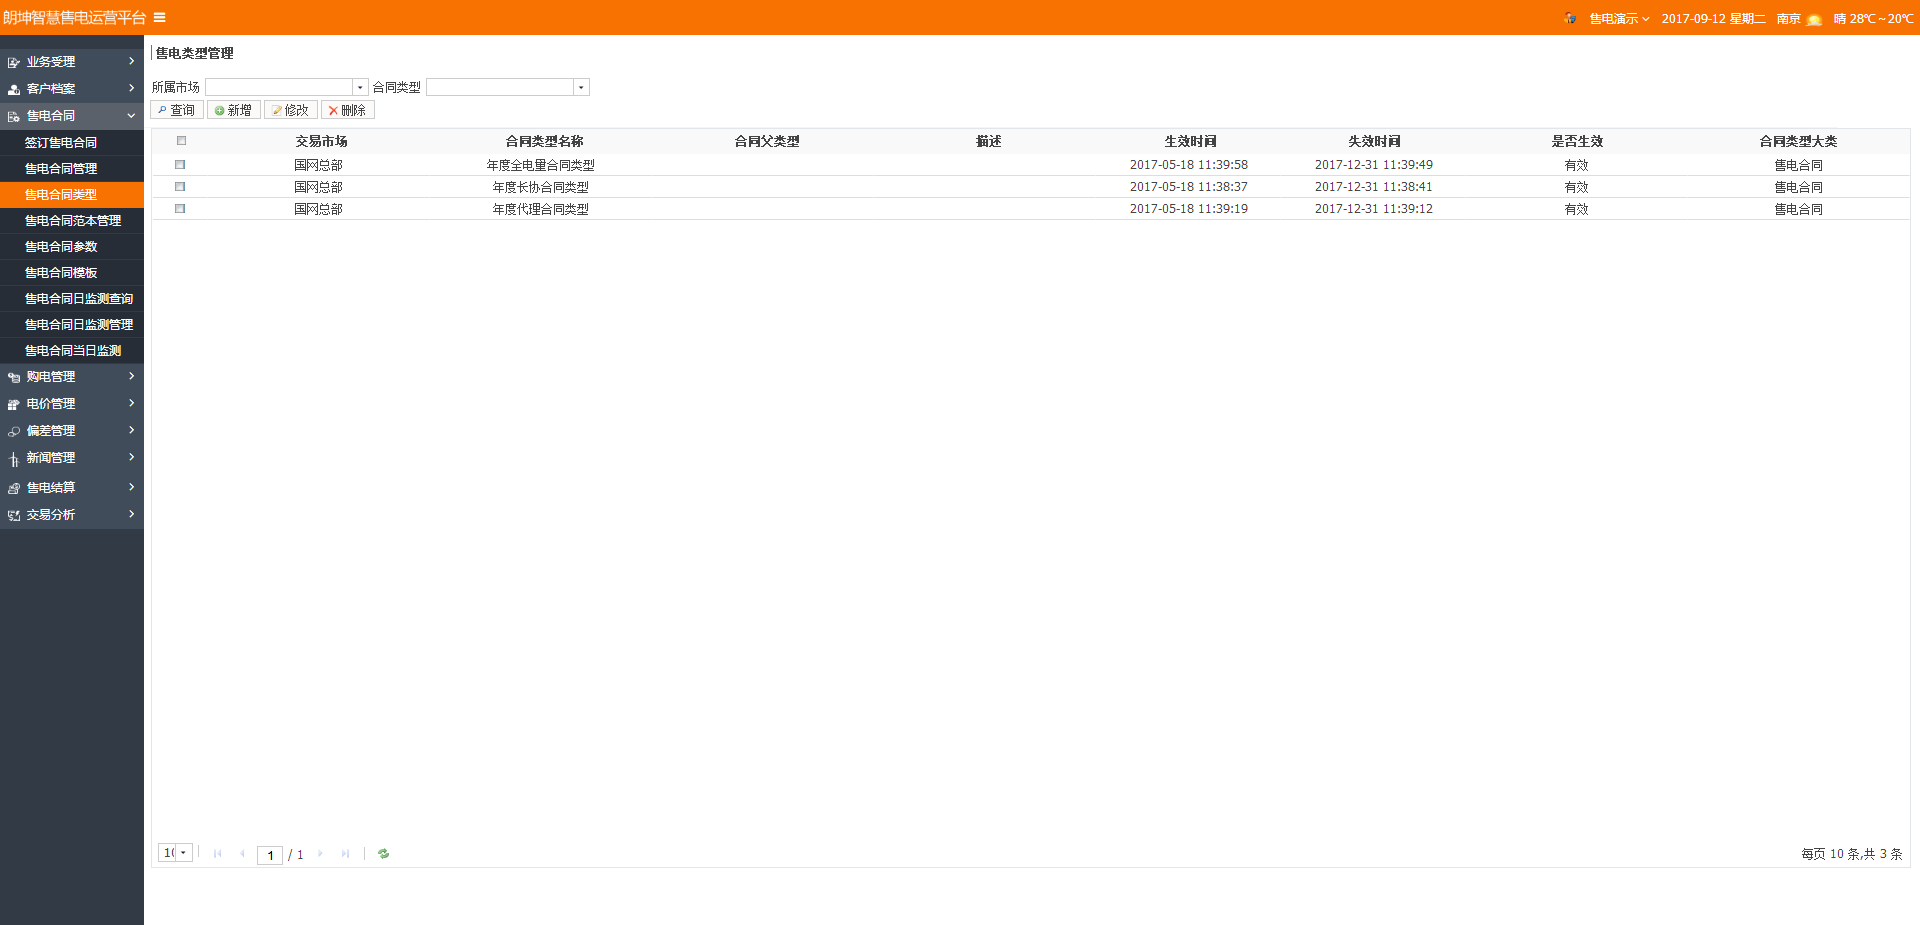 朗坤智慧售电运营平台
售电演示 2017-09-12 星期二 南京 晴 28℃～20℃
业务受理
客户档案
售电合同
签订售电合同
售电合同管理
售电合同类型
售电合同范本管理
售电合同参数
售电合同模板
售电合同日监测查询
售电合同日监测管理
售电合同当日监测
购电管理
电价管理
偏差管理
新闻管理
售电结算
交易分析
售电类型管理
所属市场 合同类型
查询 新增 修改 删除
交易市场 合同类型名称 合同父类型 描述 生效时间 失效时间 是否生效 合同类型大类
国网总部 年度全电量合同类型 2017-05-18 11:39:58 2017-12-31 11:39:49 有效 售电合同
国网总部 年度长协合同类型 2017-05-18 11:38:37 2017-12-31 11:38:41 有效 售电合同
国网总部 年度代理合同类型 2017-05-18 11:39:19 2017-12-31 11:39:12 有效 售电合同
10 1 / 1 每页 10 条,共 3 条